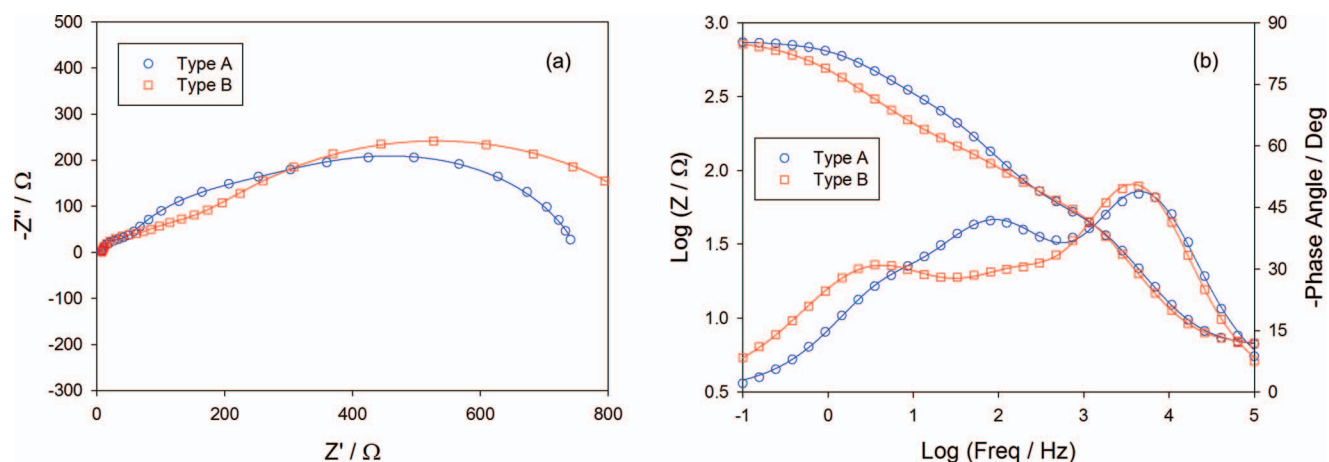 500
400
300
200
100
0
-100
-200
-300
-Z'' / Ω
0 200 400 600 800
Z' / Ω
Type A
Type B
(a)
3.0
2.5
2.0
1.5
1.0
0.5
Log (Z / Ω)
-1 0 1 2 3 4 5
Log (Freq / Hz)
Type A
Type B
(b)
90
75
60
45
30
15
0
-Phase Angle / Deg